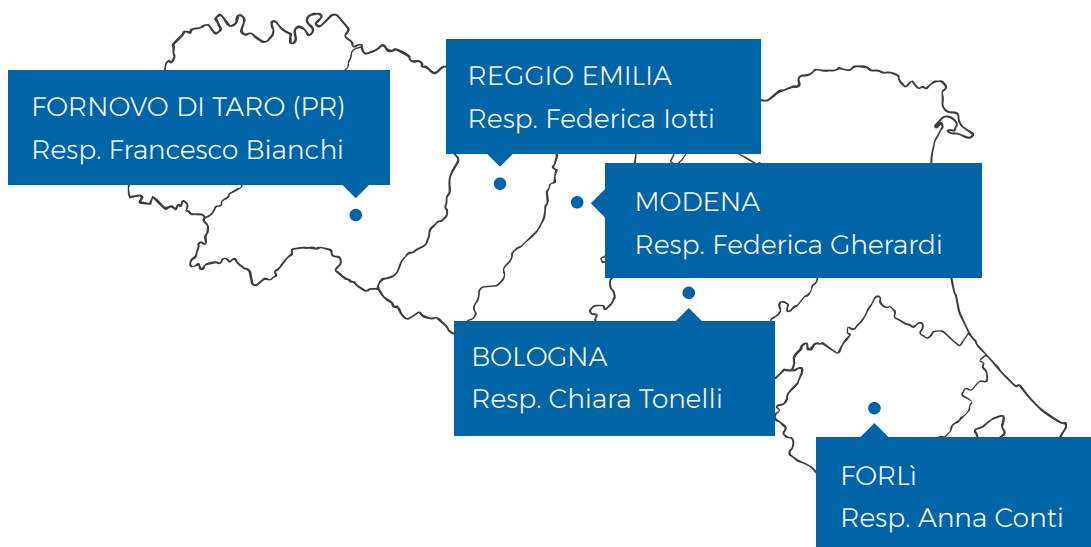 FORNOVO DI TARO (PR)
Resp. Francesco Bianchi
REGGIO EMILIA
Resp. Federica Iotti
MODENA
Resp. Federica Gherardi
BOLOGNA
Resp. Chiara Tonelli
FORLì
Resp. Anna Conti